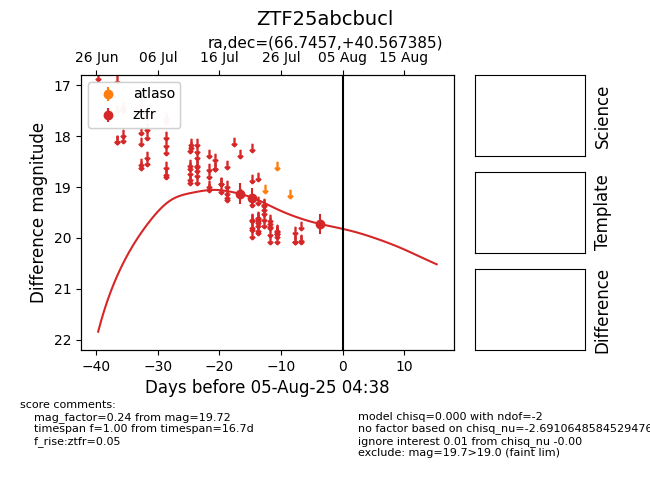 ZTF25abcbucl
ra,dec=(66.7457,+40.567385)
26 Jun 06 Jul 16 Jul 26 Jul 05 Aug 15 Aug
atlaso
ztfr
17
18
19
20
21
22
Difference magnitude
−40 −30 −20 −10 0 10
Days before 05-Aug-25 04:38
Science
Template
Difference
score comments:
mag_factor=0.24 from mag=19.72
timespan f=1.00 from timespan=16.7d
f_rise:ztfr=0.05
model chisq=0.000 with ndof=-2
no factor based on chisq_nu=-2.6910648584529476
ignore interest 0.01 from chisq_nu -0.00
exclude: mag=19.7>19.0 (faint lim)